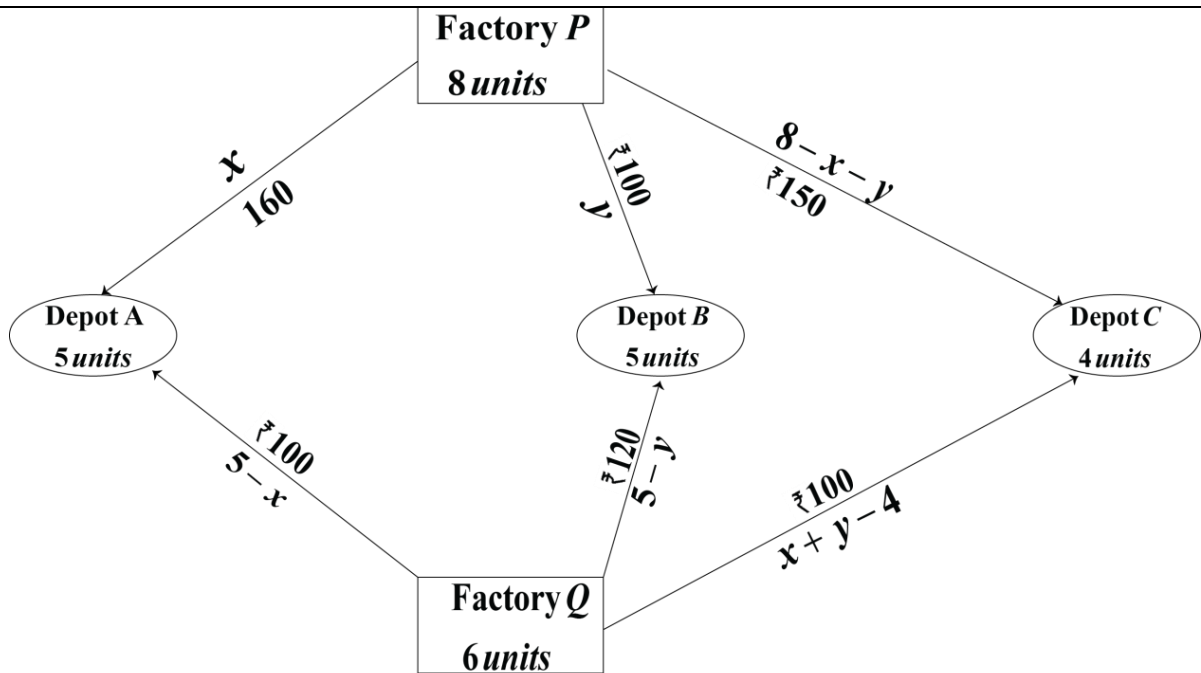 Factory P
8 units
x
160
₹100
y
8 – x – y
₹150
Depot A
5 units
Depot B
5 units
Depot C
4 units
₹100
5 – x
₹120
5 – y
₹100
x + y – 4
Factory Q
6 units